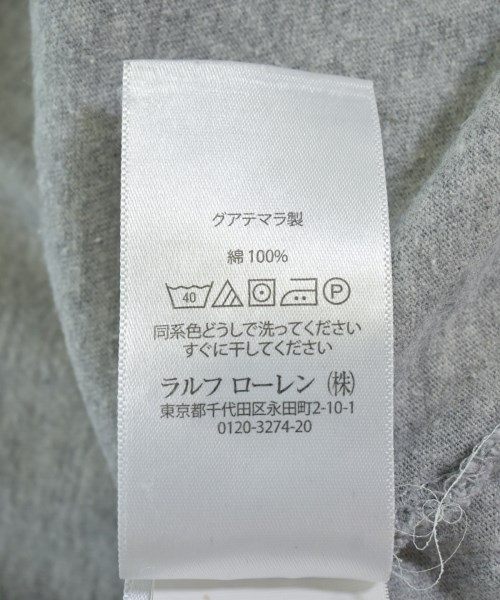 グアテマラ製
綿 100%
40 P
同系色どうしで洗ってください
すぐに干してください
ラルフ ローレン (株)
東京都千代田区永田町2-10-1
0120-3274-20